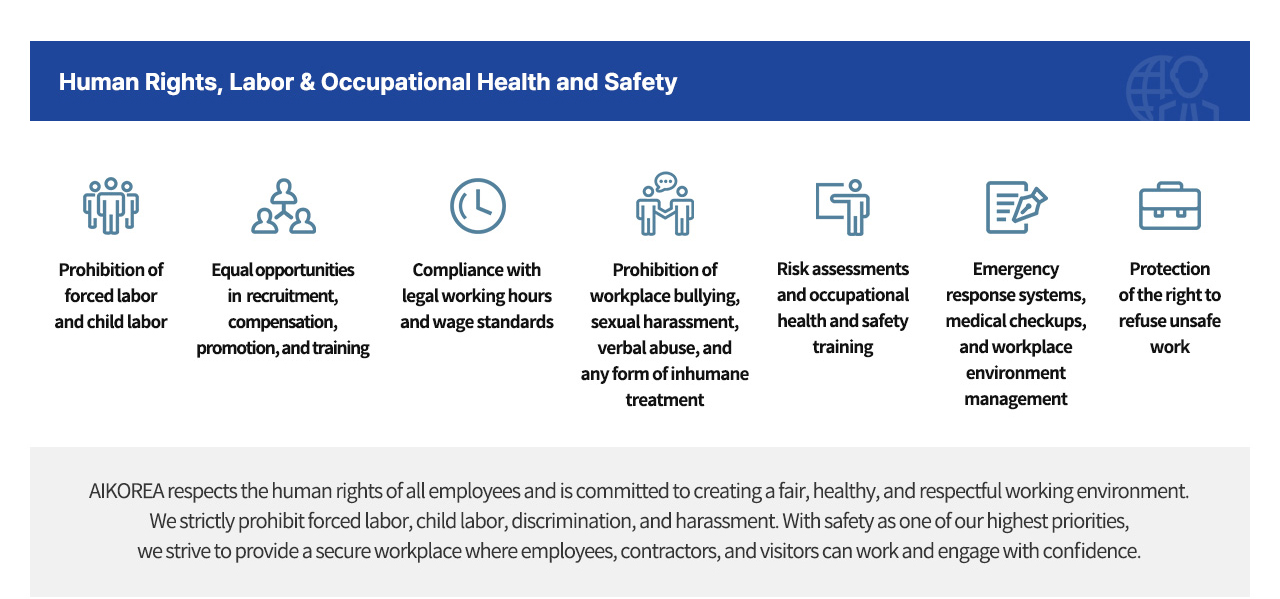 Human Rights, Labor & Occupational Health and Safety
Prohibition of
forced labor
and child labor
Equal opportunities
in recruitment,
compensation,
promotion, and training
Compliance with
legal working hours
and wage standards
Prohibition of
workplace bullying,
sexual harassment,
verbal abuse, and
any form of inhumane
treatment
Risk assessments
and occupational
health and safety
training
Emergency
response systems,
medical checkups,
and workplace
environment
management
Protection
of the right to
refuse unsafe
work
AIKOREA respects the human rights of all employees and is committed to creating a fair, healthy, and respectful working environment.
We strictly prohibit forced labor, child labor, discrimination, and harassment. With safety as one of our highest priorities,
we strive to provide a secure workplace where employees, contractors, and visitors can work and engage with confidence.